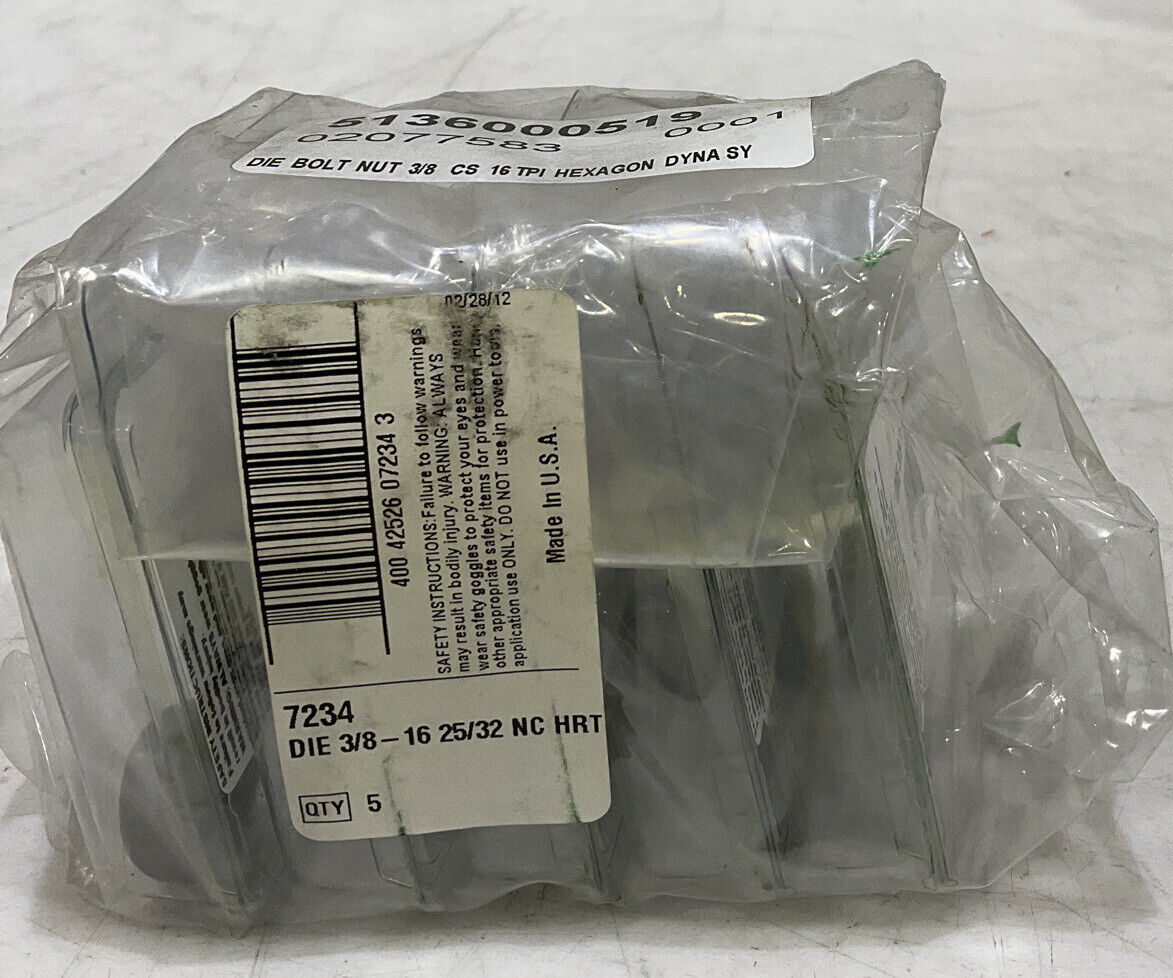 5136000519
02077583 0001
DIE BOLT NUT 3/8 CS 16 TPI HEXAGON DYNA SY
02/28/12
400 42526 07234 3
SAFETY INSTRUCTIONS:Failure to follow warnings
may result in bodily injury. WARNING: ALWAYS
wear safety goggles to protect your eyes and wear
other appropriate safety items for protection.
application use ONLY. DO NOT use in power tools.
Made In U.S.A.
7234
DIE 3/8-16 25/32 NC HRT
QTY 5